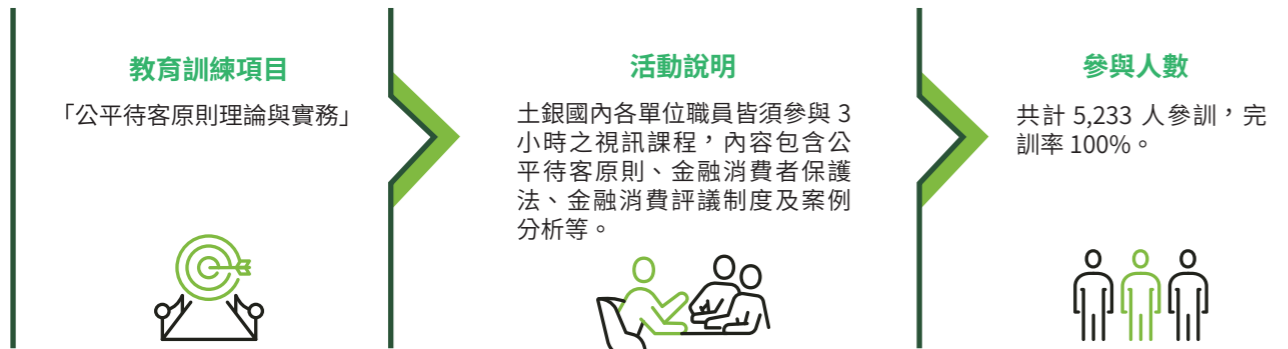 教育訓練項目
「公平待客原則理論與實務」
活動說明
土銀國內各單位職員皆須參與 3
小時之視訊課程，內容包含公
平待客原則、金融消費者保護
法、金融消費評議制度及案例
分析等。
參與人數
共計 5,233 人參訓，完
訓率 100%。